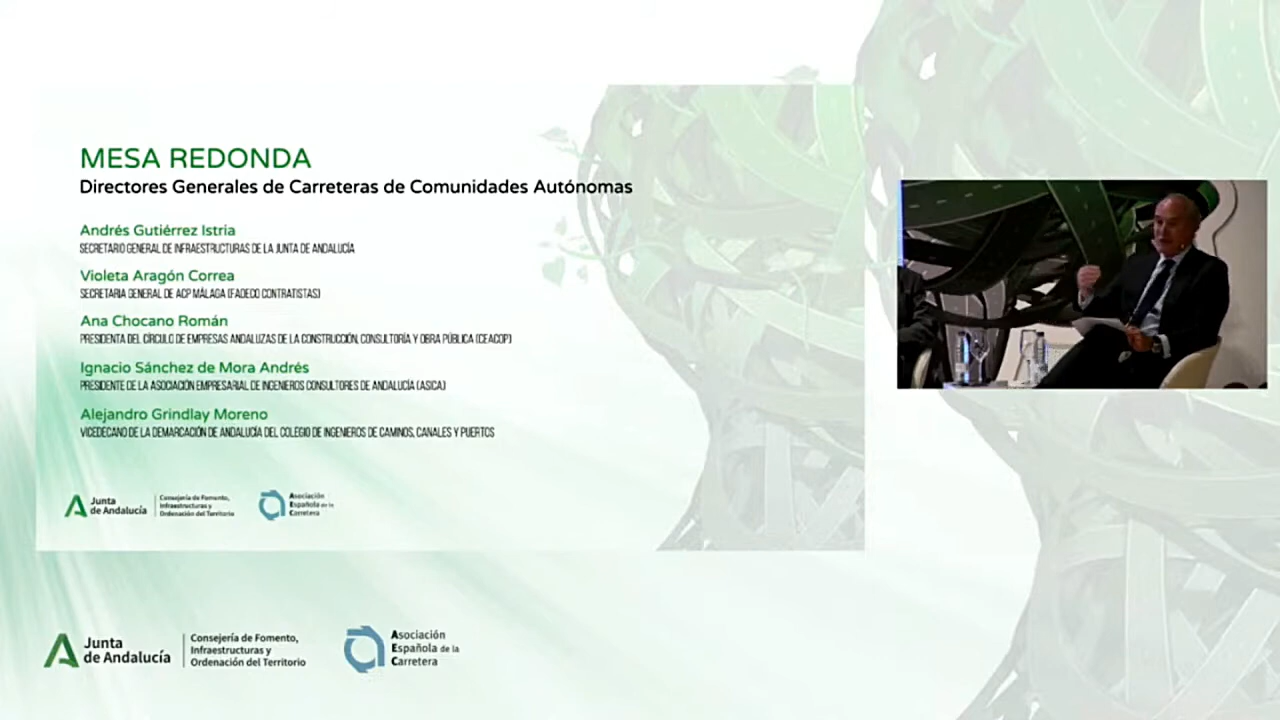 MESA REDONDA
Directores Generales de Carreteras de Comunidades Autónomas
Andrés Gutiérrez Istria
SECRETARIO GENERAL DE INFRAESTRUCTURAS DE LA JUNTA DE ANDALUCÍA
Violeta Aragón Correa
SECRETARIA GENERAL DE ACP MÁLAGA (FADECO CONTRATISTAS)
Ana Chocano Román
PRESIDENTA DEL CÍRCULO DE EMPRESAS ANDALUZAS DE LA CONSTRUCCIÓN, CONSULTORÍA Y OBRA PÚBLICA (CEACOP)
Ignacio Sánchez de Mora Andrés
PRESIDENTE DE LA ASOCIACIÓN EMPRESARIAL DE INGENIEROS CONSULTORES DE ANDALUCÍA (ASICA)
Alejandro Grindlay Moreno
VICEDECANO DE LA DEMARCACIÓN DE ANDALUCÍA DEL COLEGIO DE INGENIEROS DE CAMINOS, CANALES Y PUERTOS
Junta
de Andalucía
Consejería de Fomento,
Infraestructuras y
Ordenación del Territorio
Asociación
Española de la
Carretera
Junta
de Andalucía
Consejería de Fomento,
Infraestructuras y
Ordenación del Territorio
Asociación
Española de la
Carretera